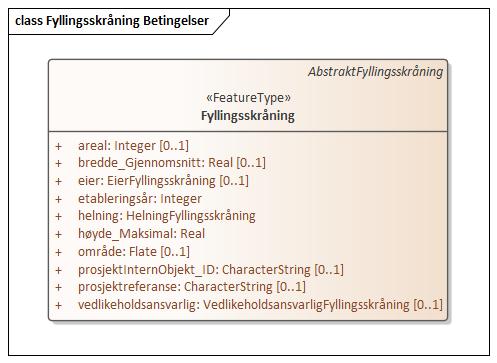 class Fyllingsskråning Betingelser
AbstraktFyllingsskråning
«FeatureType»
Fyllingsskråning
+ areal: Integer [0..1]
+ bredde_Gjennomsnitt: Real [0..1]
+ eier: EierFyllingsskråning [0..1]
+ etableringsår: Integer
+ helning: HelningFyllingsskråning
+ høyde_Maksimal: Real
+ område: Flate [0..1]
+ prosjektInternObjekt_ID: CharacterString [0..1]
+ prosjektreferanse: CharacterString [0..1]
+ vedlikeholdsansvarlig: VedlikeholdsansvarligFyllingsskråning [0..1]